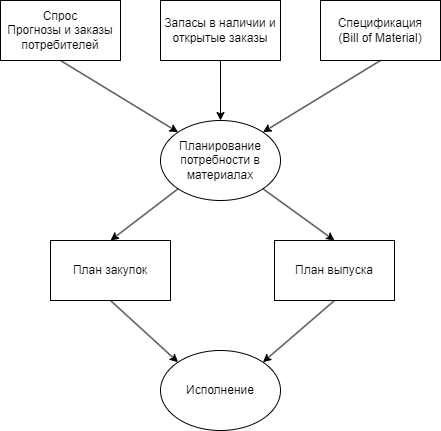 Спрос
Прогнозы и заказы
потребителей
Запасы в наличии и
открытые заказы
Спецификация
(Bill of Material)
Планирование
потребности в
материалах
План закупок
План выпуска
Исполнение